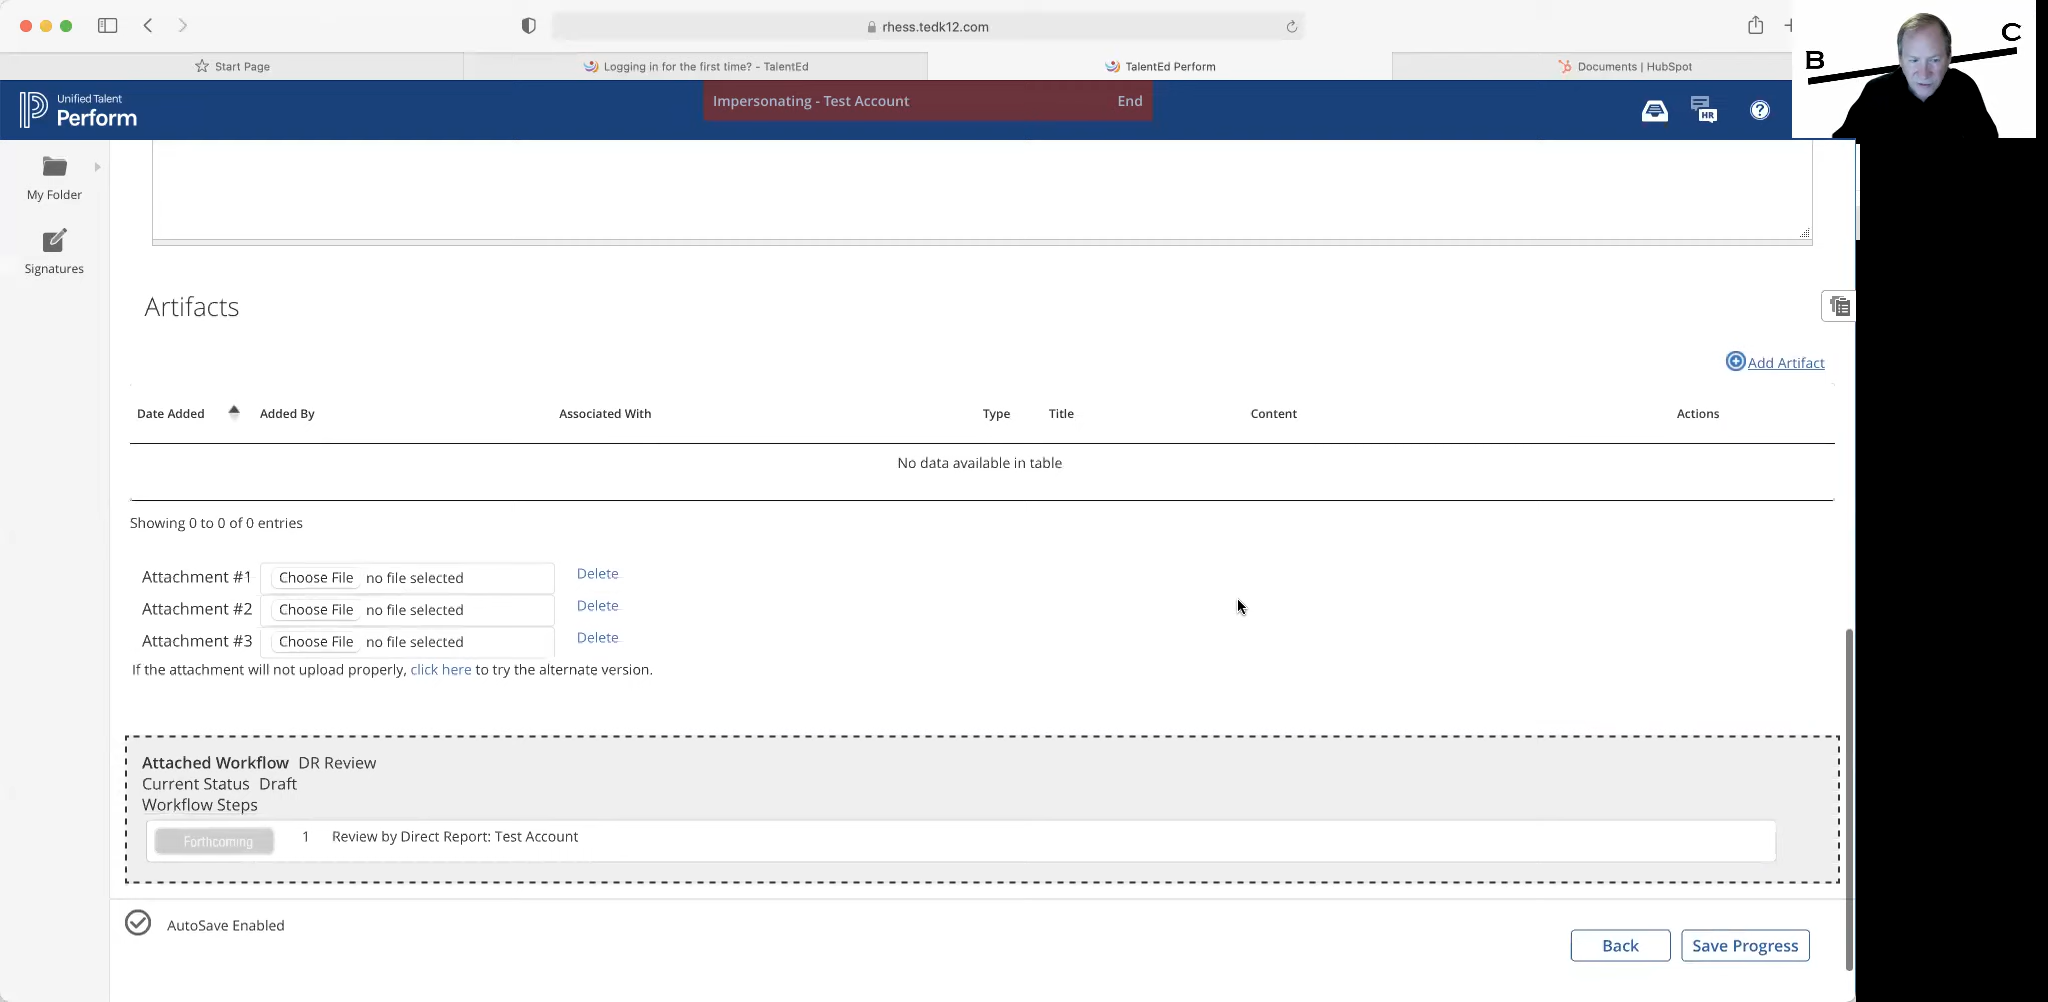 rhess.tedk12.com
Start Page
Logging in for the first time? - TalentEd
TalentEd Perform
Documents | HubSpot
B
C
Unified Talent
Perform
Impersonating - Test Account
End
HR
?
My Folder
Signatures
Artifacts
Add Artifact
Date Added
Added By
Associated With
Type
Title
Content
Actions
No data available in table
Showing 0 to 0 of 0 entries
Attachment #1 Choose File no file selected Delete
Attachment #2 Choose File no file selected Delete
Attachment #3 Choose File no file selected Delete
If the attachment will not upload properly, click here to try the alternate version.
Attached Workflow DR Review
Current Status Draft
Workflow Steps
Forthcoming 1 Review by Direct Report: Test Account
AutoSave Enabled
Back
Save Progress